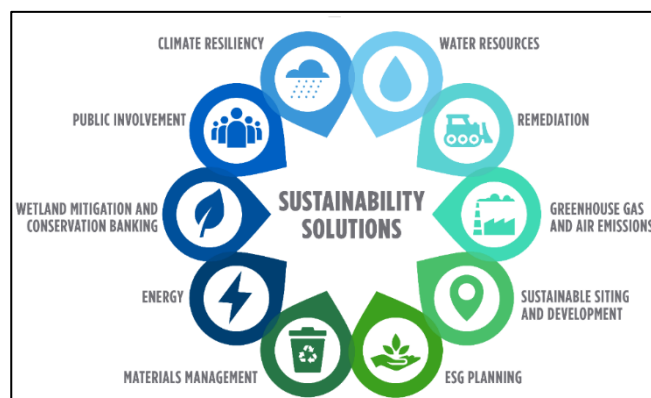 CLIMATE RESILIENCY
WATER RESOURCES
PUBLIC INVOLVEMENT
REMEDIATION
WETLAND MITIGATION AND
CONSERVATION BANKING
SUSTAINABILITY
SOLUTIONS
GREENHOUSE GAS
AND AIR EMISSIONS
ENERGY
SUSTAINABLE SITING
AND DEVELOPMENT
MATERIALS MANAGEMENT
ESG PLANNING